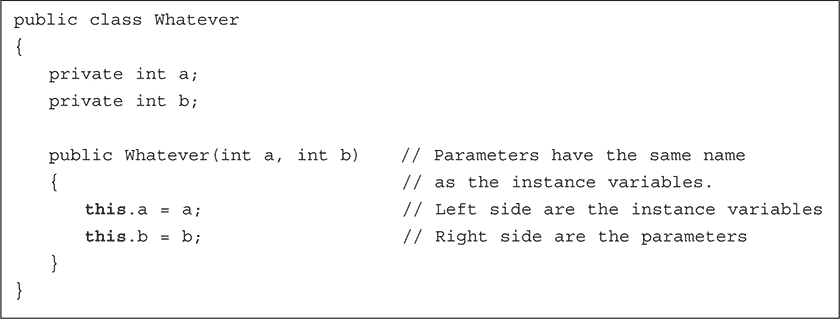 public class Whatever
{
private int a;
private int b;
public Whatever(int a, int b) // Parameters have the same name
{ // as the instance variables.
this.a = a; // Left side are the instance variables
this.b = b; // Right side are the parameters
}
}